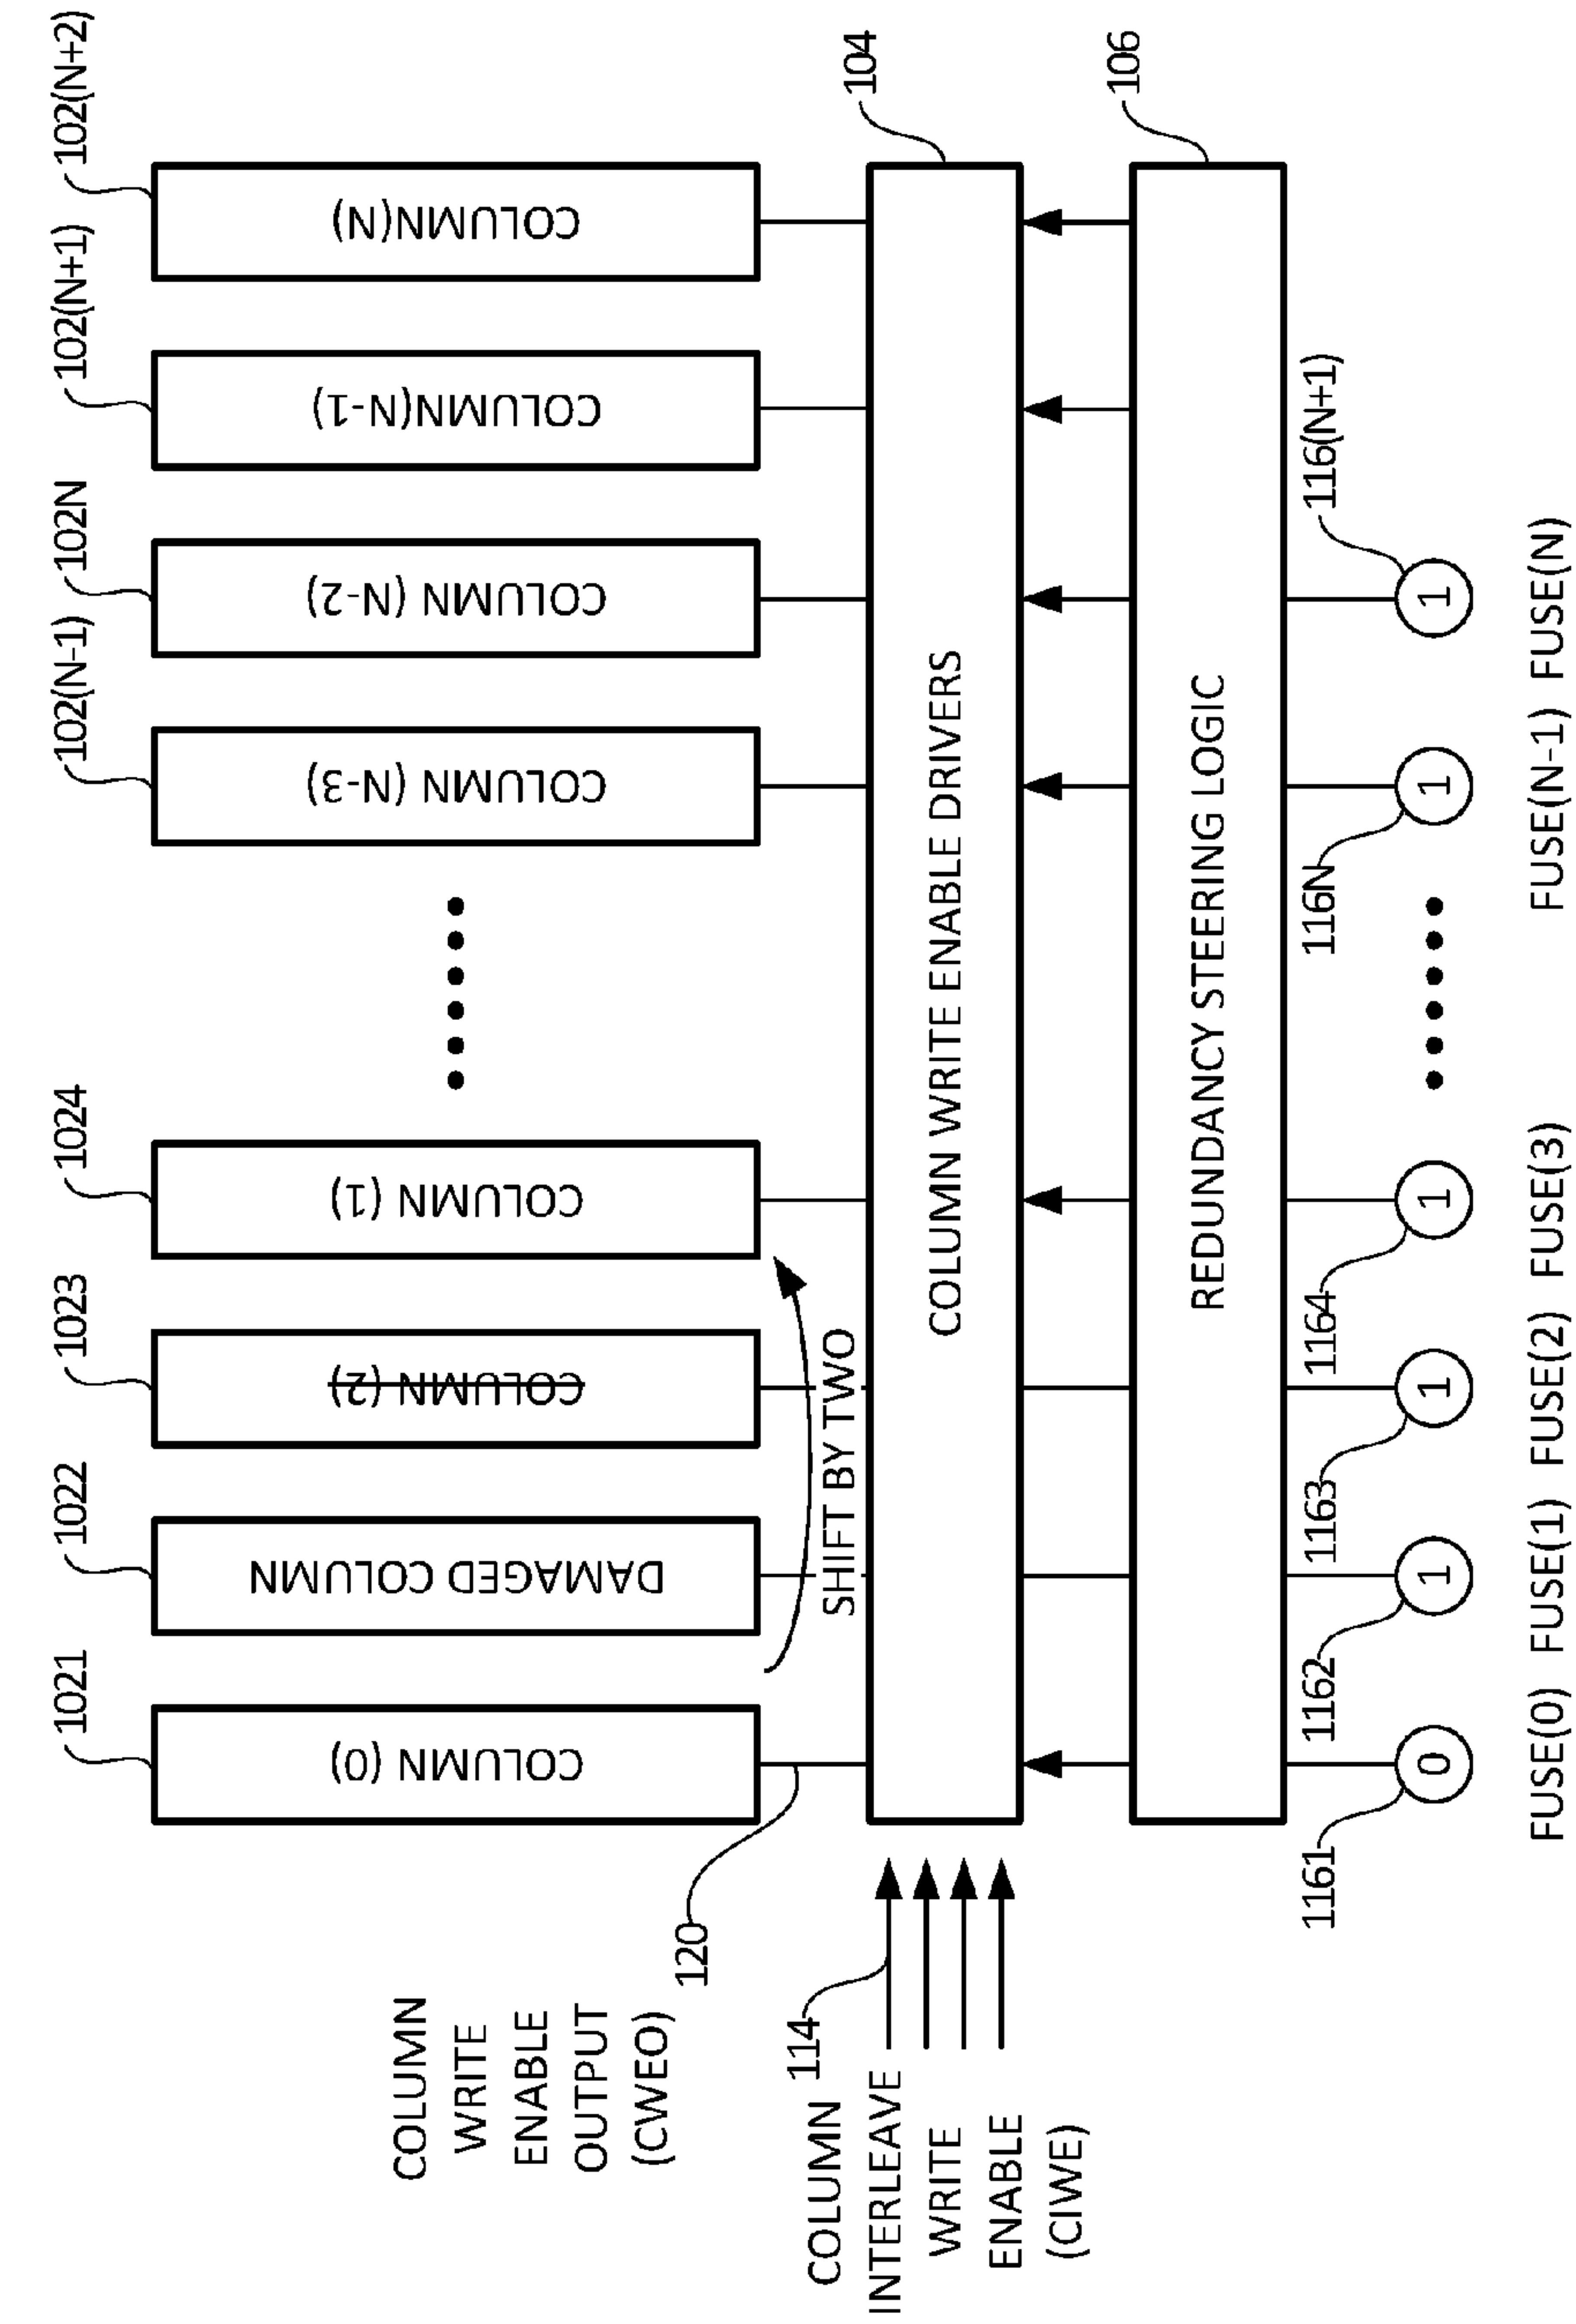 1021
1022
1023
1024
102(N-1)
102N
102(N+1)
102(N+2)
COLUMN (0)
DAMAGED COLUMN
COLUMN (2)
COLUMN (1)
COLUMN (N-3)
COLUMN (N-2)
COLUMN(N-1)
COLUMN(N)
COLUMN
WRITE
ENABLE
OUTPUT
(CWEO)
120
SHIFT BY TWO
104
COLUMN 114
INTERLEAVE
WRITE
ENABLE
(CIWE)
COLUMN WRITE ENABLE DRIVERS
106
REDUNDANCY STEERING LOGIC
1161
1162
1163
1164
116N
116(N+1)
0
1
1
1
1
1
FUSE(0) FUSE(1) FUSE(2) FUSE(3)
FUSE(N-1) FUSE(N)